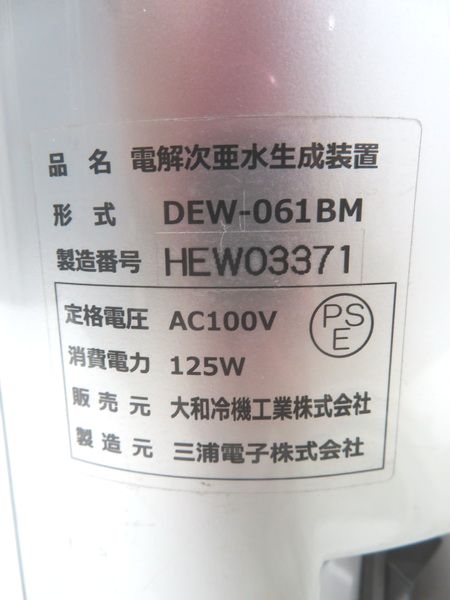 品名 電解次亜水生成装置
形式 DEW-061BM
製造番号 HEW03371
定格電圧 AC100V
PS
E
消費電力 125W
販売元 大和冷機工業株式会社
製造元 三浦電子株式会社